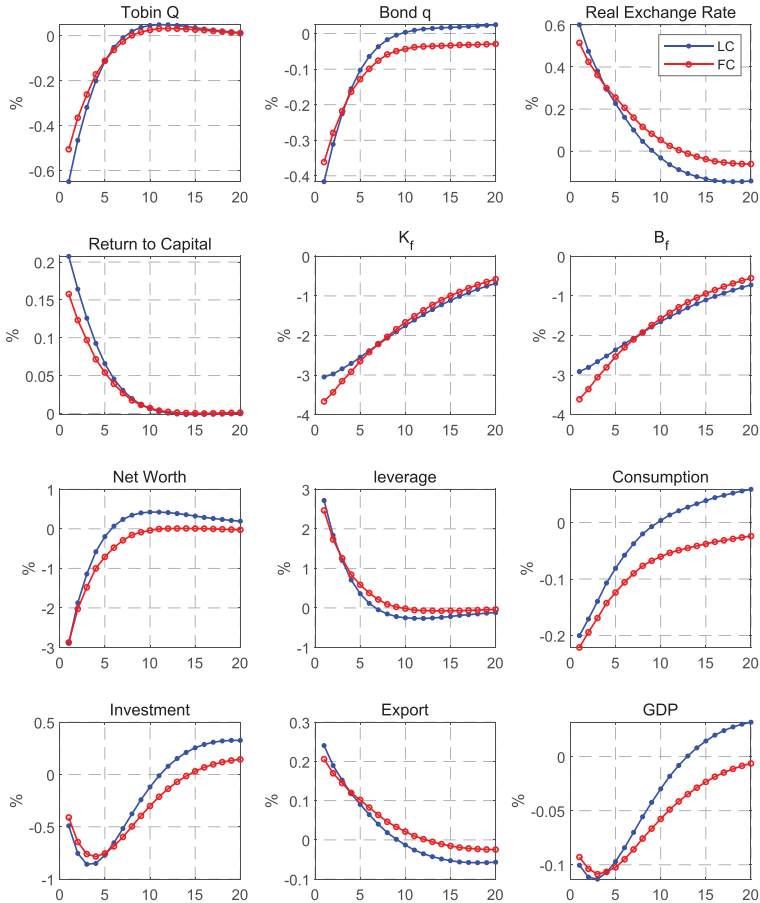 Tobin Q
Bond q
Real Exchange Rate
0
-0.2
-0.4
-0.6
%
0 5 10 15 20
0
-0.1
-0.2
-0.3
-0.4
%
0 5 10 15 20
0.6
0.4
0.2
0
%
0 5 10 15 20
LC
FC
Return to Capital
K_f
B_f
0.2
0.15
0.1
0.05
0
%
0 5 10 15 20
0
-1
-2
-3
-4
%
0 5 10 15 20
0
-1
-2
-3
-4
%
0 5 10 15 20
Net Worth
leverage
Consumption
1
0
-1
-2
-3
%
0 5 10 15 20
3
2
1
0
-1
%
0 5 10 15 20
0
-0.1
-0.2
%
0 5 10 15 20
Investment
Export
GDP
0.5
0
-0.5
-1
%
0 5 10 15 20
0.3
0.2
0.1
0
-0.1
%
0 5 10 15 20
0
-0.05
-0.1
%
0 5 10 15 20